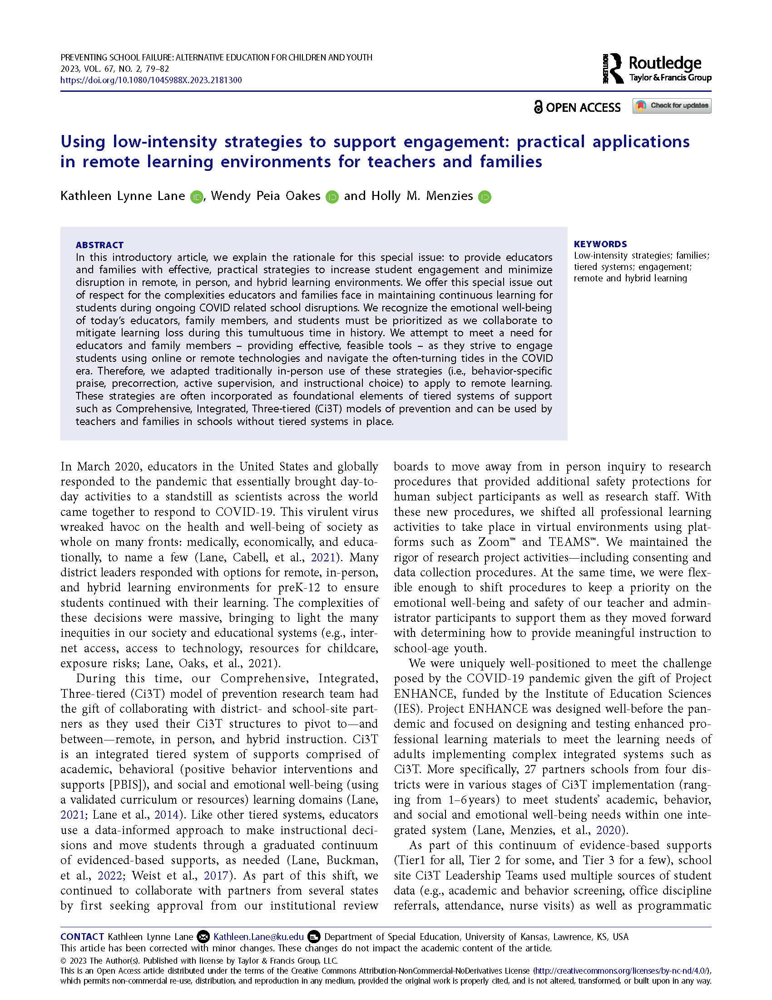 PREVENTING SCHOOL FAILURE: ALTERNATIVE EDUCATION FOR CHILDREN AND YOUTH
2023, VOL. 67, NO. 2, 79–82
https://doi.org/10.1080/1045988X.2023.2181300
ROUTLEDGE
Routledge
Taylor & Francis Group
OPEN ACCESS
Check for updates
Using low-intensity strategies to support engagement: practical applications
in remote learning environments for teachers and families
Kathleen Lynne Lane iD, Wendy Peia Oakes iD and Holly M. Menzies iD
ABSTRACT
In this introductory article, we explain the rationale for this special issue: to provide educators
and families with effective, practical strategies to increase student engagement and minimize
disruption in remote, in person, and hybrid learning environments. We offer this special issue out
of respect for the complexities educators and families face in maintaining continuous learning for
students during ongoing COVID related school disruptions. We recognize the emotional well-being
of today's educators, family members, and students must be prioritized as we collaborate to
mitigate learning loss during this tumultuous time in history. We attempt to meet a need for
educators and family members – providing effective, feasible tools – as they strive to engage
students using online or remote technologies and navigate the often-turning tides in the COVID
era. Therefore, we adapted traditionally in-person use of these strategies (i.e., behavior-specific
praise, precorrection, active supervision, and instructional choice) to apply to remote learning.
These strategies are often incorporated as foundational elements of tiered systems of support
such as Comprehensive, Integrated, Three-tiered (Ci3T) models of prevention and can be used by
teachers and families in schools without tiered systems in place.
KEYWORDS
Low-intensity strategies; families;
tiered systems; engagement;
remote and hybrid learning
In March 2020, educators in the United States and globally
responded to the pandemic that essentially brought day-to-
day activities to a standstill as scientists across the world
came together to respond to COVID-19. This virulent virus
wreaked havoc on the health and well-being of society as
whole on many fronts: medically, economically, and educa-
tionally, to name a few (Lane, Cabell, et al., 2021). Many
district leaders responded with options for remote, in-person,
and hybrid learning environments for preK-12 to ensure
students continued with their learning. The complexities of
these decisions were massive, bringing to light the many
inequities in our society and educational systems (e.g., inter-
net access, access to technology, resources for childcare,
exposure risks; Lane, Oaks, et al., 2021).
During this time, our Comprehensive, Integrated,
Three-tiered (Ci3T) model of prevention research team had
the gift of collaborating with district- and school-site part-
ners as they used their Ci3T structures to pivot to—and
between—remote, in person, and hybrid instruction. Ci3T
is an integrated tiered system of supports comprised of
academic, behavioral (positive behavior interventions and
supports [PBIS]), and social and emotional well-being (using
a validated curriculum or resources) learning domains (Lane,
2021; Lane et al., 2014). Like other tiered systems, educators
use a data-informed approach to make instructional deci-
sions and move students through a graduated continuum
of evidenced-based supports, as needed (Lane, Buckman,
et al., 2022; Weist et al., 2017). As part of this shift, we
continued to collaborate with partners from several states
by first seeking approval from our institutional review
boards to move away from in person inquiry to research
procedures that provided additional safety protections for
human subject participants as well as research staff. With
these new procedures, we shifted all professional learning
activities to take place in virtual environments using plat-
forms such as Zoom™ and TEAMS™. We maintained the
rigor of research project activities—including consenting and
data collection procedures. At the same time, we were flex-
ible enough to shift procedures to keep a priority on the
emotional well-being and safety of our teacher and admin-
istrator participants to support them as they moved forward
with determining how to provide meaningful instruction to
school-age youth.
We were uniquely well-positioned to meet the challenge
posed by the COVID-19 pandemic given the gift of Project
ENHANCE, funded by the Institute of Education Sciences
(IES). Project ENHANCE was designed well-before the pan-
demic and focused on designing and testing enhanced pro-
fessional learning materials to meet the learning needs of
adults implementing complex integrated systems such as
Ci3T. More specifically, 27 partners schools from four dis-
tricts were in various stages of Ci3T implementation (rang-
ing from 1–6 years) to meet students' academic, behavior,
and social and emotional well-being needs within one inte-
grated system (Lane, Menzies, et al., 2020).
As part of this continuum of evidence-based supports
(Tier1 for all, Tier 2 for some, and Tier 3 for a few), school
site Ci3T Leadership Teams used multiple sources of student
data (e.g., academic and behavior screening, office discipline
referrals, attendance, nurse visits) as well as programmatic
CONTACT Kathleen Lynne Lane Kathleen.Lane@ku.edu Department of Special Education, University of Kansas, Lawrence, KS, USA
This article has been corrected with minor changes. These changes do not impact the academic content of the article.
© 2023 The Author(s). Published with license by Taylor & Francis Group, LLC.
This is an Open Access article distributed under the terms of the Creative Commons Attribution-NonCommercial-NoDerivatives License (http://creativecommons.org/licenses/by-nc-nd/4.0/),
which permits non-commercial re-use, distribution, and reproduction in any medium, provided the original work is properly cited, and is not altered, transformed, or built upon in any way.